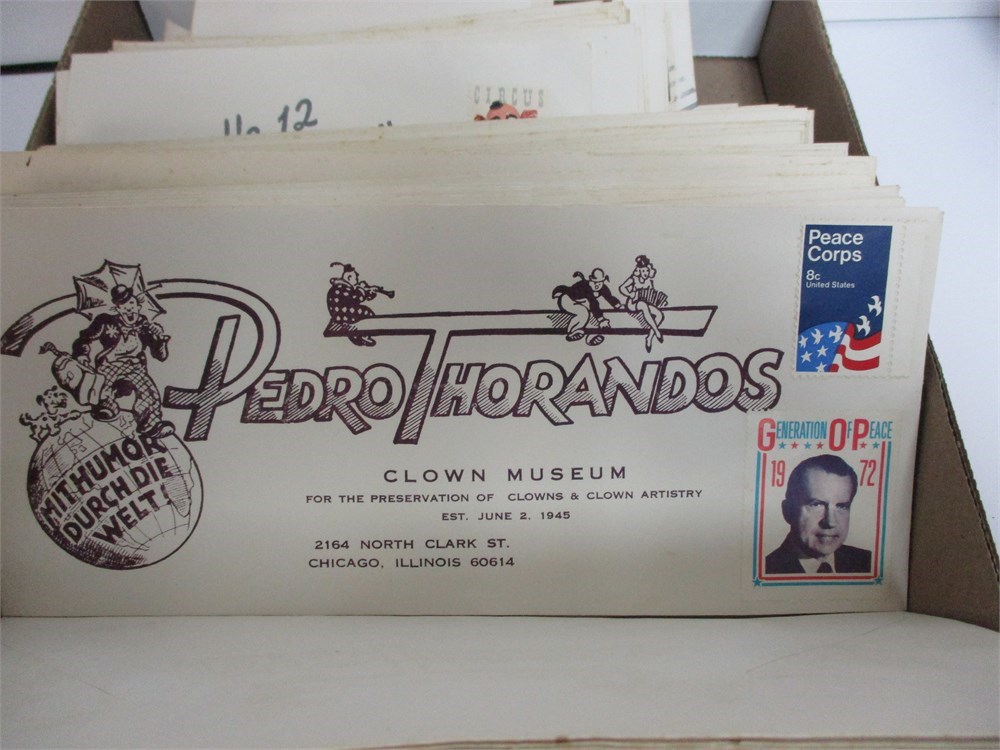 CIRCUS
No 12
Peace
Corps
8c
United States
PEDRO THORANDOS
MIT HUMOR
DURCH DIE
WELT!
CLOWN MUSEUM
FOR THE PRESERVATION OF CLOWNS & CLOWN ARTISTRY
EST. JUNE 2, 1945
2164 NORTH CLARK ST.
CHICAGO, ILLINOIS 60614
GENERATION OF PEACE
19 72